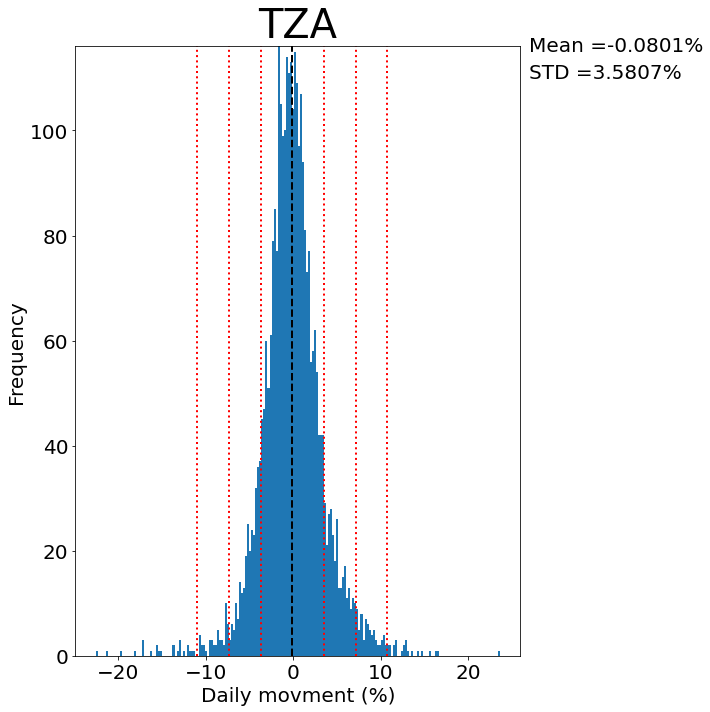 TZA
Mean =-0.0801%
STD =3.5807%
100
80
60
40
20
0
Frequency
−20
−10
0
10
20
Daily movment (%)